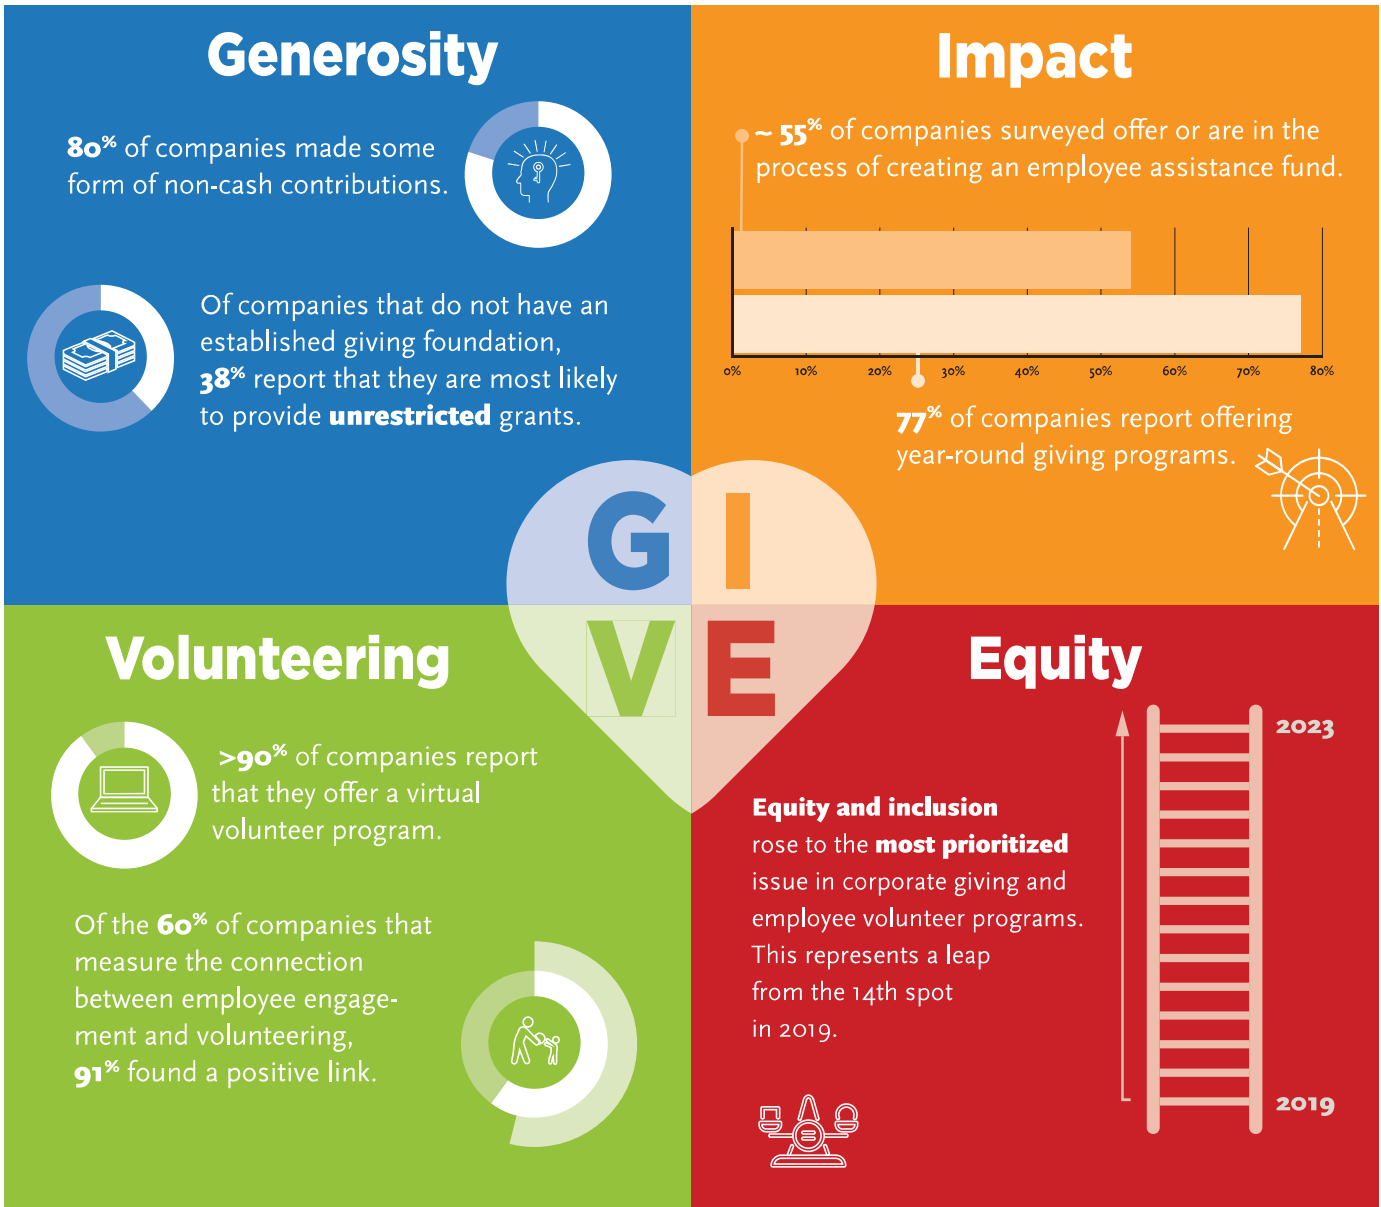 Generosity
80% of companies made some
form of non-cash contributions.
Of companies that do not have an
established giving foundation,
38% report that they are most likely
to provide unrestricted grants.
Impact
~ 55% of companies surveyed offer or are in the
process of creating an employee assistance fund.
0% 10% 20% 30% 40% 50% 60% 70% 80%
77% of companies report offering
year-round giving programs.
G I
V E
Volunteering
>90% of companies report
that they offer a virtual
volunteer program.
Of the 60% of companies that
measure the connection
between employee engage-
ment and volunteering,
91% found a positive link.
Equity
2023
Equity and inclusion
rose to the most prioritized
issue in corporate giving and
employee volunteer programs.
This represents a leap
from the 14th spot
in 2019.
2019